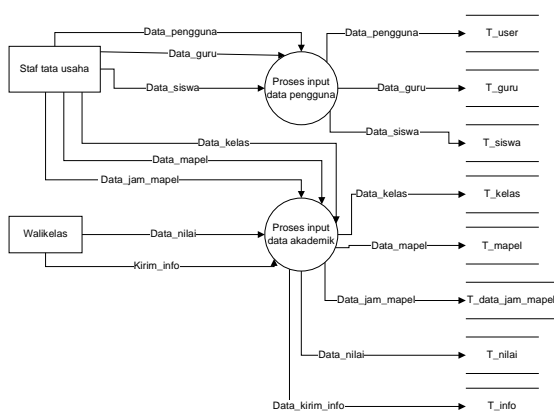 Data_pengguna
Data_pengguna
T_user
Staf tata usaha
Data_guru
Data_siswa
Proses input
data pengguna
Data_guru
T_guru
Data_siswa
T_siswa
Data_kelas
Data_mapel
Data_jam_mapel
Data_kelas
T_kelas
Walikelas
Data_nilai
Kirim_info
Proses input
data akademik
Data_mapel
T_mapel
Data_jam_mapel
T_data_jam_mapel
Data_nilai
T_nilai
Data_kirim_info
T_info